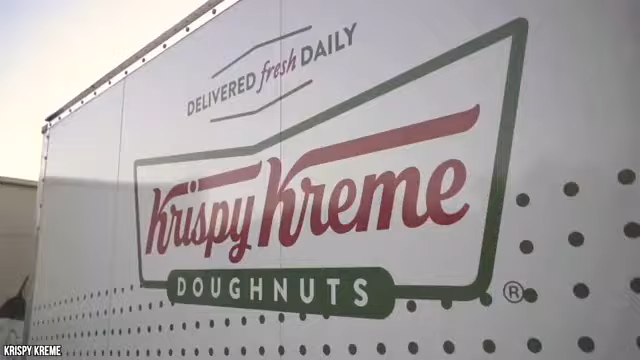 DELIVERED fresh DAILY
Krispy Kreme
DOUGHNUTS
®
KRISPY KREME